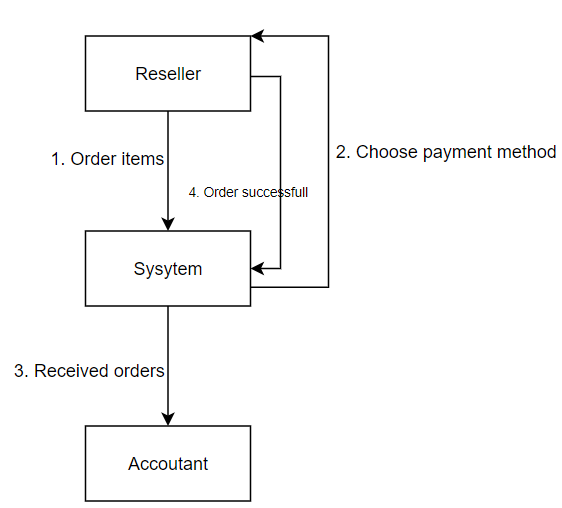 Reseller
1. Order items
2. Choose payment method
4. Order successfull
Sysytem
3. Received orders
Accoutant